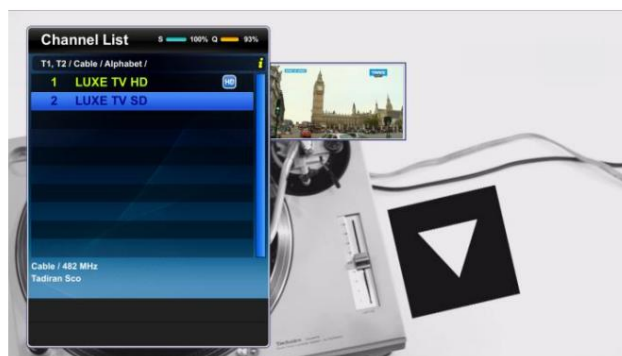 Channel List
S 100% Q 93%
T1, T2 / Cable / Alphabet /
i
1 LUXE TV HD HD
2 LUXE TV SD
Cable / 482 MHz
Tadiran Sco
Technics